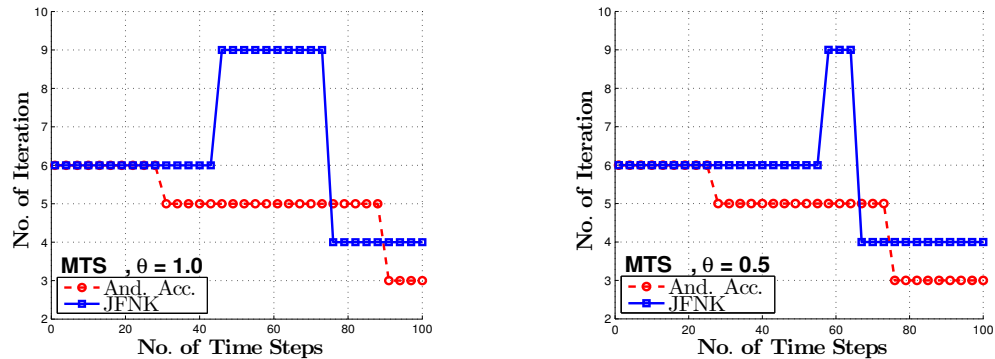 10
9
8
7
6
5
4
3
2
No. of Iteration
MTS , θ = 1.0
And. Acc.
JFNK
0 20 40 60 80 100
No. of Time Steps
10
9
8
7
6
5
4
3
2
No. of Iteration
MTS , θ = 0.5
And. Acc.
JFNK
0 20 40 60 80 100
No. of Time Steps